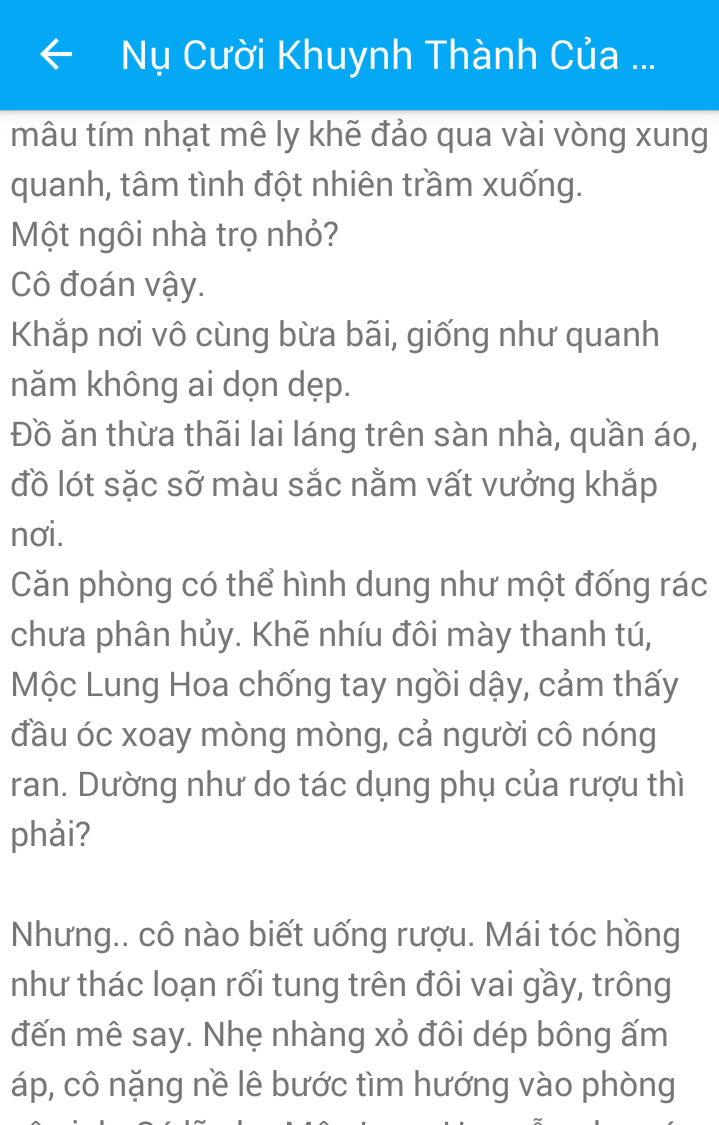 Nụ Cười Khuynh Thành Của ...
mâu tím nhạt mê ly khẽ đảo qua vài vòng xung
quanh, tâm tình đột nhiên trầm xuống.
Một ngôi nhà trọ nhỏ?
Cô đoán vậy.
Khắp nơi vô cùng bừa bãi, giống như quanh
năm không ai dọn dẹp.
Đồ ăn thừa thãi lai láng trên sàn nhà, quần áo,
đồ lót sặc sỡ màu sắc nằm vất vưởng khắp
nơi.
Căn phòng có thể hình dung như một đống rác
chưa phân hủy. Khẽ nhíu đôi mày thanh tú,
Mộc Lung Hoa chống tay ngồi dậy, cảm thấy
đầu óc xoay mòng mòng, cả người cô nóng
ran. Dường như do tác dụng phụ của rượu thì
phải?
Nhưng.. cô nào biết uống rượu. Mái tóc hồng
như thác loạn rối tung trên đôi vai gầy, trông
đến mê say. Nhẹ nhàng xỏ đôi dép bông ấm
áp, cô nặng nề lê bước tìm hướng vào phòng